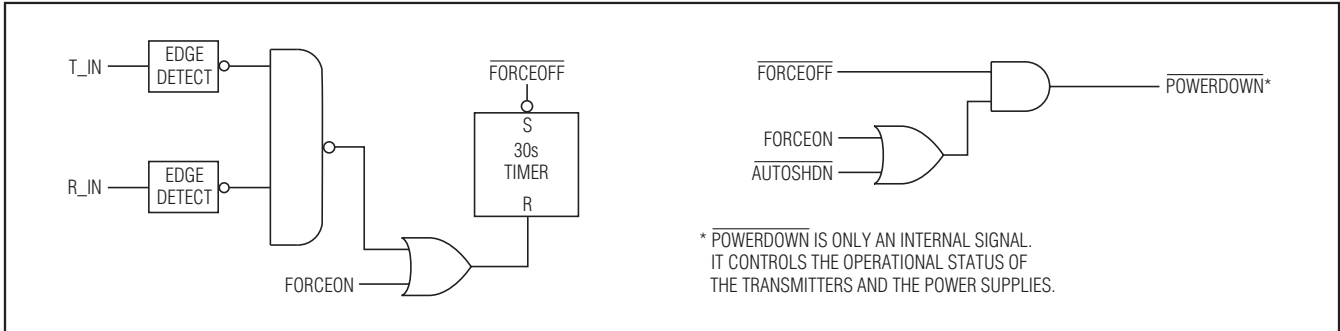 T_IN
EDGE
DETECT
R_IN
EDGE
DETECT
FORCEON
FORCEOFF
S
30s
TIMER
R
FORCEOFF
FORCEON
AUTOSHDN
POWERDOWN*
* POWERDOWN IS ONLY AN INTERNAL SIGNAL.
IT CONTROLS THE OPERATIONAL STATUS OF
THE TRANSMITTERS AND THE POWER SUPPLIES.